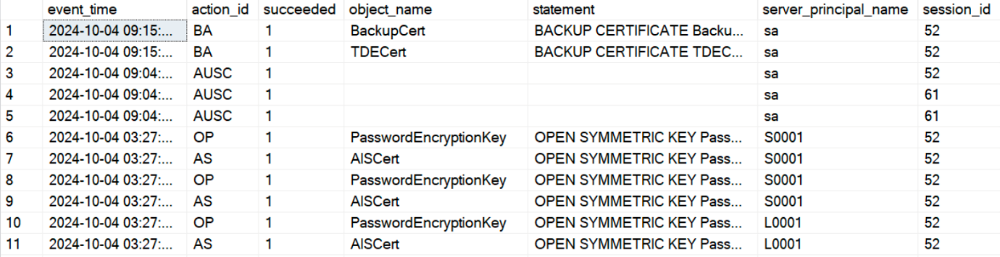 event_time action_id succeeded object_name statement server_principal_name session_id
1 2024-10-04 09:15:... BA 1 BackupCert BACKUP CERTIFICATE Backu... sa 52
2 2024-10-04 09:15:... BA 1 TDECert BACKUP CERTIFICATE TDEC... sa 52
3 2024-10-04 09:04:... AUSC 1 sa 52
4 2024-10-04 09:04:... AUSC 1 sa 61
5 2024-10-04 09:04:... AUSC 1 sa 61
6 2024-10-04 03:27:... OP 1 PasswordEncryptionKey OPEN SYMMETRIC KEY Pass... S0001 52
7 2024-10-04 03:27:... AS 1 AISCert OPEN SYMMETRIC KEY Pass... S0001 52
8 2024-10-04 03:27:... OP 1 PasswordEncryptionKey OPEN SYMMETRIC KEY Pass... S0001 52
9 2024-10-04 03:27:... AS 1 AISCert OPEN SYMMETRIC KEY Pass... S0001 52
10 2024-10-04 03:27:... OP 1 PasswordEncryptionKey OPEN SYMMETRIC KEY Pass... L0001 52
11 2024-10-04 03:27:... AS 1 AISCert OPEN SYMMETRIC KEY Pass... L0001 52